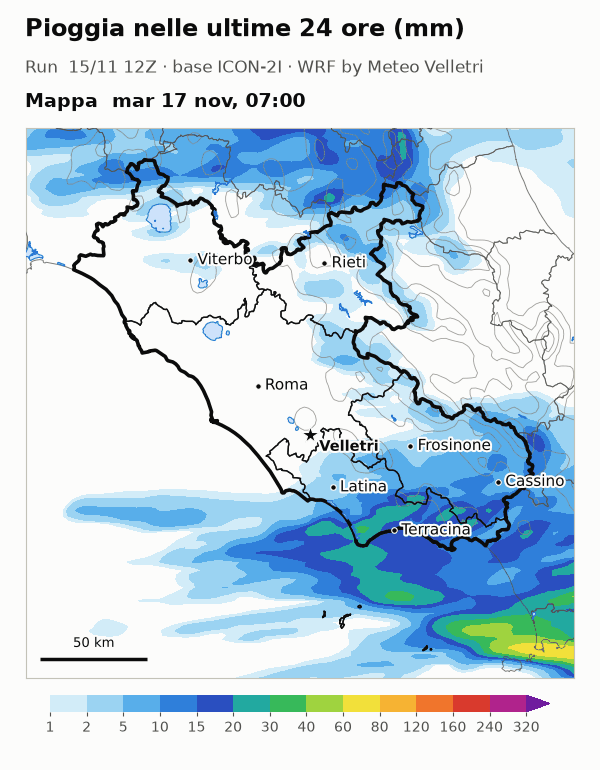 Pioggia nelle ultime 24 ore (mm)
Run 15/11 12Z · base ICON-2I · WRF by Meteo Velletri
Mappa mar 17 nov, 07:00
Viterbo
Rieti
Roma
Velletri
Frosinone
Cassino
Latina
Terracina
50 km
1 2 5 10 15 20 30 40 60 80 120 160 240 320